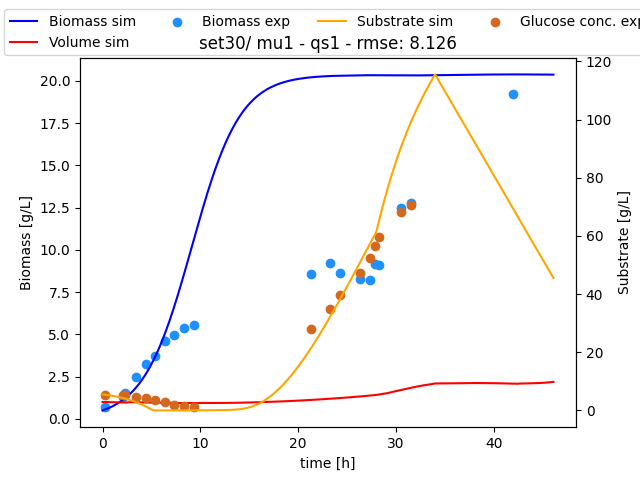 Biomass sim Biomass exp Substrate sim Glucose conc. exp
Volume sim
set30/ mu1 - qs1 - rmse: 8.126
20.0
17.5
15.0
12.5
10.0
7.5
5.0
2.5
0.0
Biomass [g/L]
120
100
80
60
40
20
0
Substrate [g/L]
0 10 20 30 40
time [h]